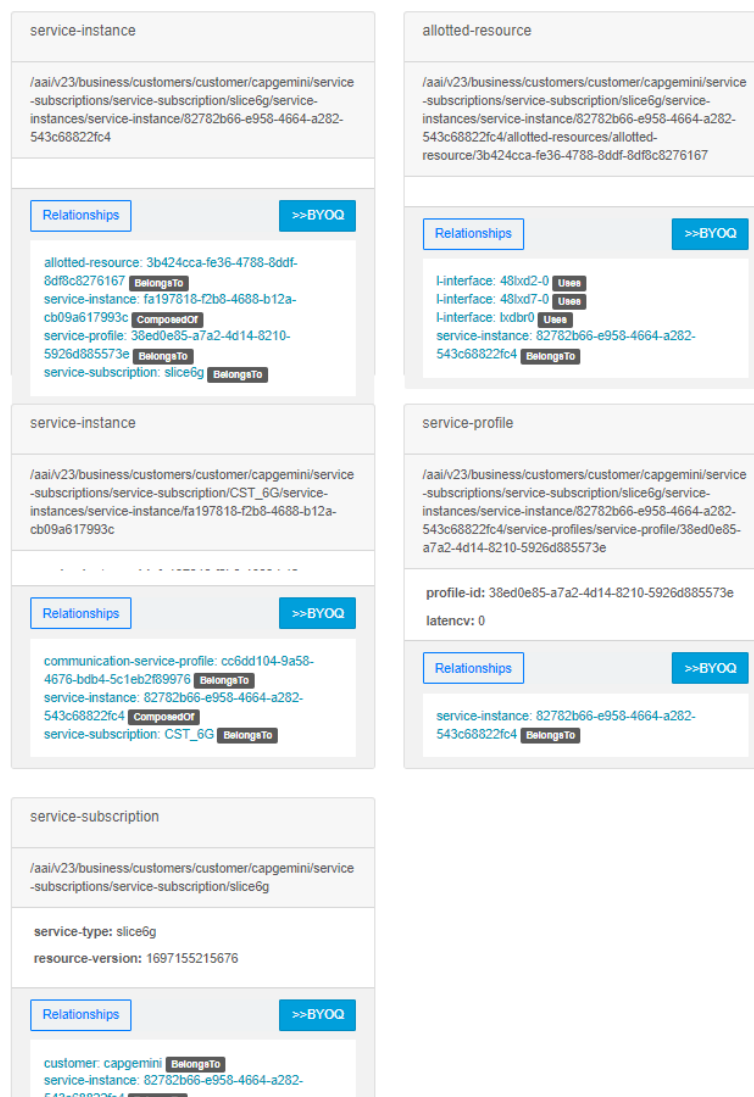 service-instance
/aai/v23/business/customers/customer/capgemini/service
-subscriptions/service-subscription/slice6g/service-
instances/service-instance/82782b66-e958-4664-a282-
543c68822fc4
Relationships
>>BYOQ
allotted-resource: 3b424cca-fe36-4788-8ddf-
8df8c8276167 BelongsTo
service-instance: fa197818-f2b8-4688-b12a-
cb09a617993c ComposedOf
service-profile: 38ed0e85-a7a2-4d14-8210-
5926d885573e BelongsTo
service-subscription: slice6g BelongsTo
allotted-resource
/aai/v23/business/customers/customer/capgemini/service
-subscriptions/service-subscription/slice6g/service-
instances/service-instance/82782b66-e958-4664-a282-
543c68822fc4/allotted-resources/allotted-
resource/3b424cca-fe36-4788-8ddf-8df8c8276167
Relationships
>>BYOQ
l-interface: 48lxd2-0 Uses
l-interface: 48lxd7-0 Uses
l-interface: lxdbr0 Uses
service-instance: 82782b66-e958-4664-a282-
543c68822fc4 BelongsTo
service-instance
/aai/v23/business/customers/customer/capgemini/service
-subscriptions/service-subscription/CST_6G/service-
instances/service-instance/fa197818-f2b8-4688-b12a-
cb09a617993c
Relationships
>>BYOQ
communication-service-profile: cc6dd104-9a58-
4676-bdb4-5c1eb2f89976 BelongsTo
service-instance: 82782b66-e958-4664-a282-
543c68822fc4 ComposedOf
service-subscription: CST_6G BelongsTo
service-profile
/aai/v23/business/customers/customer/capgemini/service
-subscriptions/service-subscription/slice6g/service-
instances/service-instance/82782b66-e958-4664-a282-
543c68822fc4/service-profiles/service-profile/38ed0e85-
a7a2-4d14-8210-5926d885573e
profile-id: 38ed0e85-a7a2-4d14-8210-5926d885573e
latency: 0
Relationships
>>BYOQ
service-instance: 82782b66-e958-4664-a282-
543c68822fc4 BelongsTo
service-subscription
/aai/v23/business/customers/customer/capgemini/service
-subscriptions/service-subscription/slice6g
service-type: slice6g
resource-version: 1697155215676
Relationships
>>BYOQ
customer: capgemini BelongsTo
service-instance: 82782b66-e958-4664-a282-